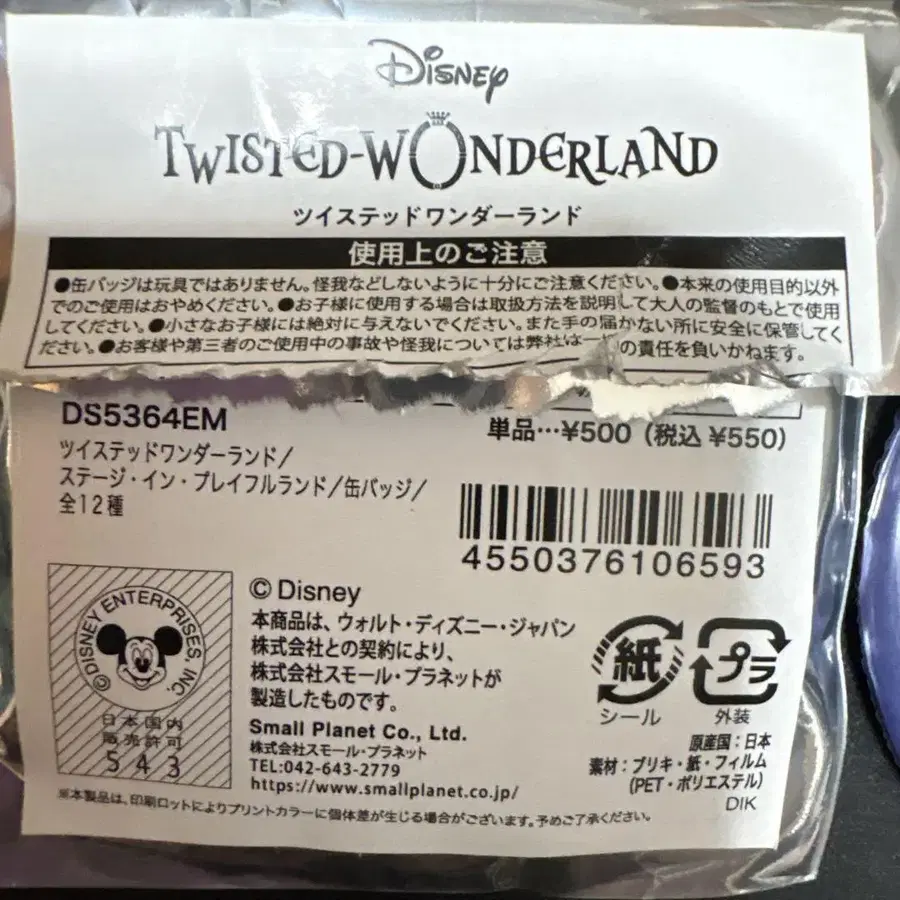 Disney
TWISTED-WONDERLAND
ツイステッドワンダーランド
使用上のご注意
●缶バッジは玩具ではありません。怪我などしないように十分にご注意ください。●本来の使用目的以外
でのご使用はおやめください。●お子様に使用する場合は取扱方法を説明して大人の監督のもとで使用
してください。●小さなお子様には絶対に与えないでください。また手の届かない所に安全に保管してく
ださい。●お客様や第三者のご使用中の事故や怪我については弊社は一切の責任を負いかねます。
DS5364EM
単品…¥500（税込 ¥550）
ツイステッドワンダーランド/
ステージ・イン・プレイフルランド/缶バッジ/
全12種
4550376106593
©DISNEY ENTERPRISES, INC.
日本国内
販売許可
543
© Disney
本商品は、ウォルト・ディズニー・ジャパン
株式会社との契約により、
株式会社スモール・プラネットが
製造したものです。
Small Planet Co., Ltd.
株式会社スモール・プラネット
TEL:042-643-2779
https://www.smallplanet.co.jp/
紙
シール
プラ
外装
原産国：日本
素材：ブリキ・紙・フィルム
(PET・ポリエステル)
DIK
※本製品は、印刷ロットによりプリントカラーに個体差が生じる場合がございます。予めご了承ください。